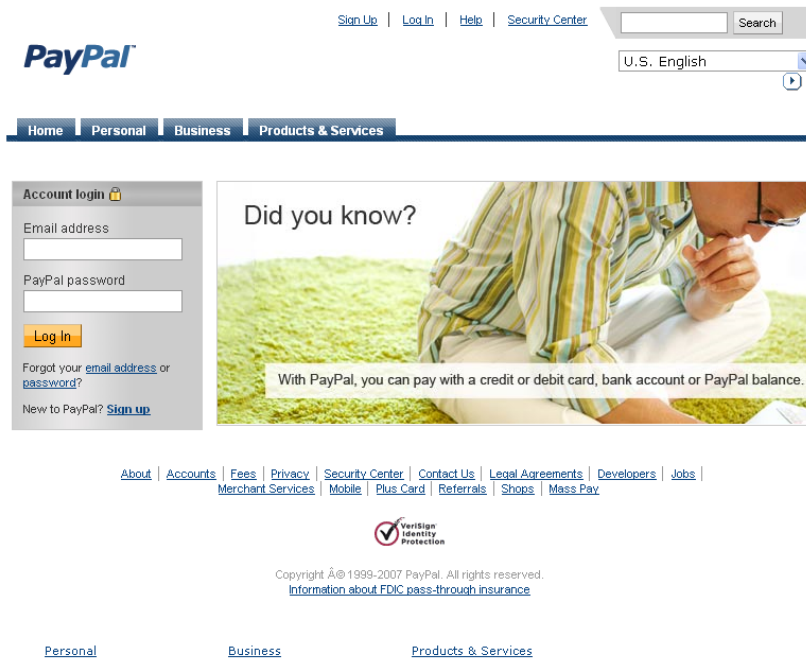 Sign Up | Log In | Help | Security Center
Search
PayPal™
U.S. English
Home Personal Business Products & Services
Account login
Email address
PayPal password
Log In
Forgot your email address or
password?
New to PayPal? Sign up
Did you know?
With PayPal, you can pay with a credit or debit card, bank account or PayPal balance.
About | Accounts | Fees | Privacy | Security Center | Contact Us | Legal Agreements | Developers | Jobs |
Merchant Services | Mobile | Plus Card | Referrals | Shops | Mass Pay
VeriSign
Identity
Protection
Copyright Â© 1999-2007 PayPal. All rights reserved.
Information about FDIC pass-through insurance
Personal Business Products & Services